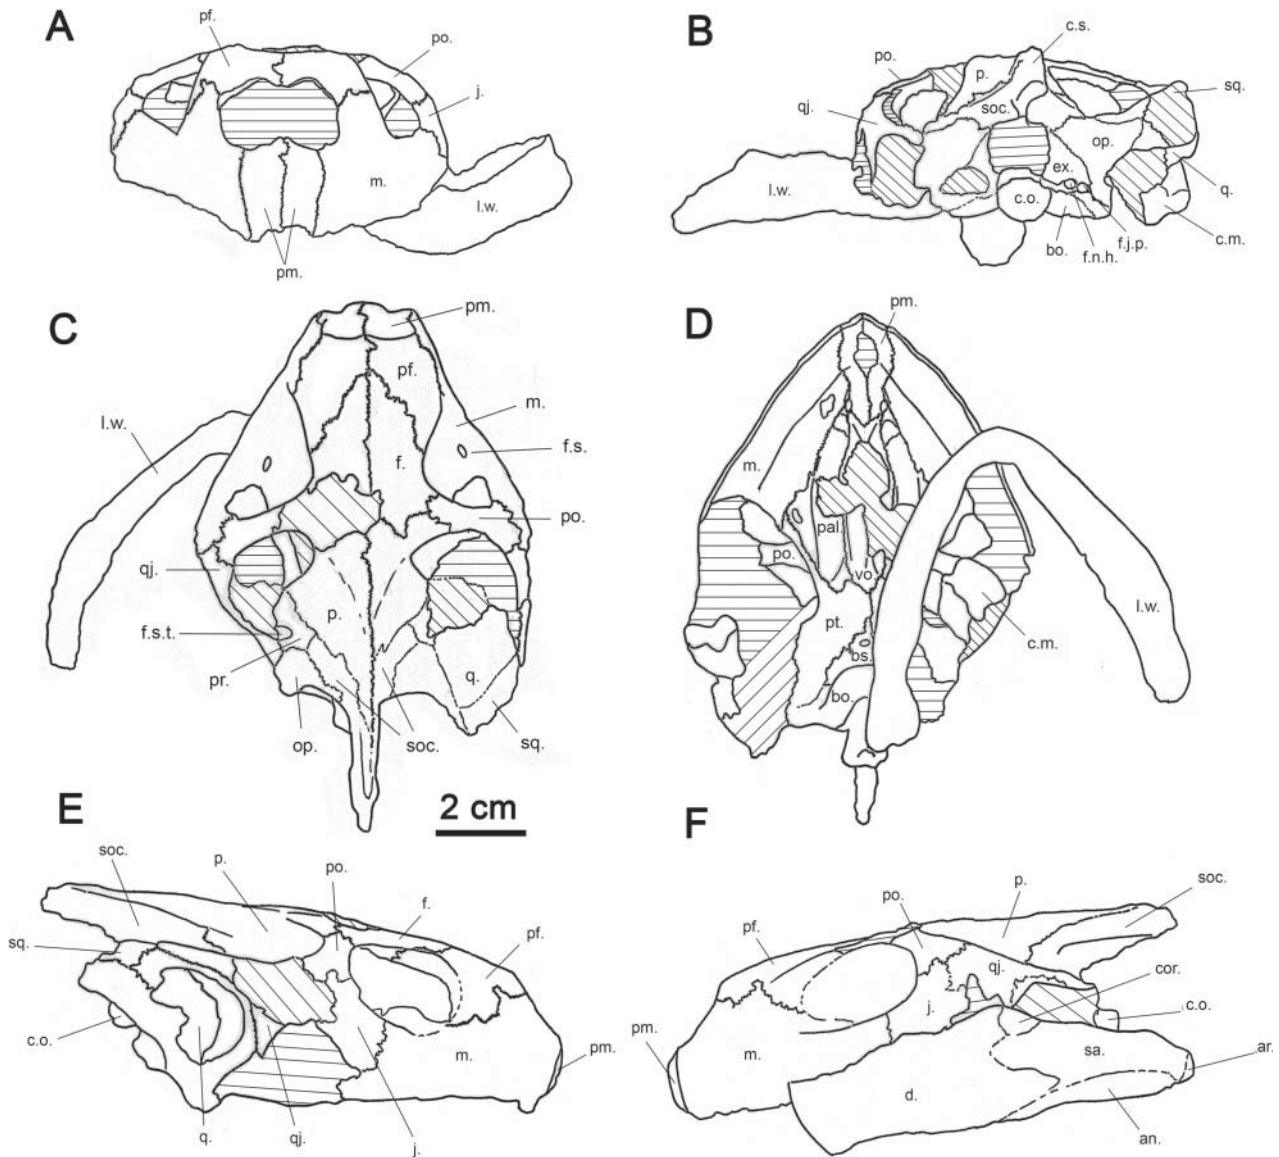 A
pf.
po.
j.
m.
l.w.
pm.
B
c.s.
po.
p.
sq.
qj.
soc.
op.
ex.
l.w.
q.
c.o.
c.m.
bo.
f.j.p.
f.n.h.
C
pm.
pf.
m.
l.w.
f.s.
f.
po.
qj.
p.
f.s.t.
pr.
q.
op.
soc.
sq.
2 cm
D
pm.
m.
pal.
po.
vo.
l.w.
pt.
c.m.
bs.
bo.
E
soc.
p.
po.
f.
sq.
pf.
c.o.
m.
pm.
q.
qj.
j.
F
po.
p.
soc.
pf.
qj.
cor.
c.o.
j.
pm.
m.
sa.
ar.
d.
an.